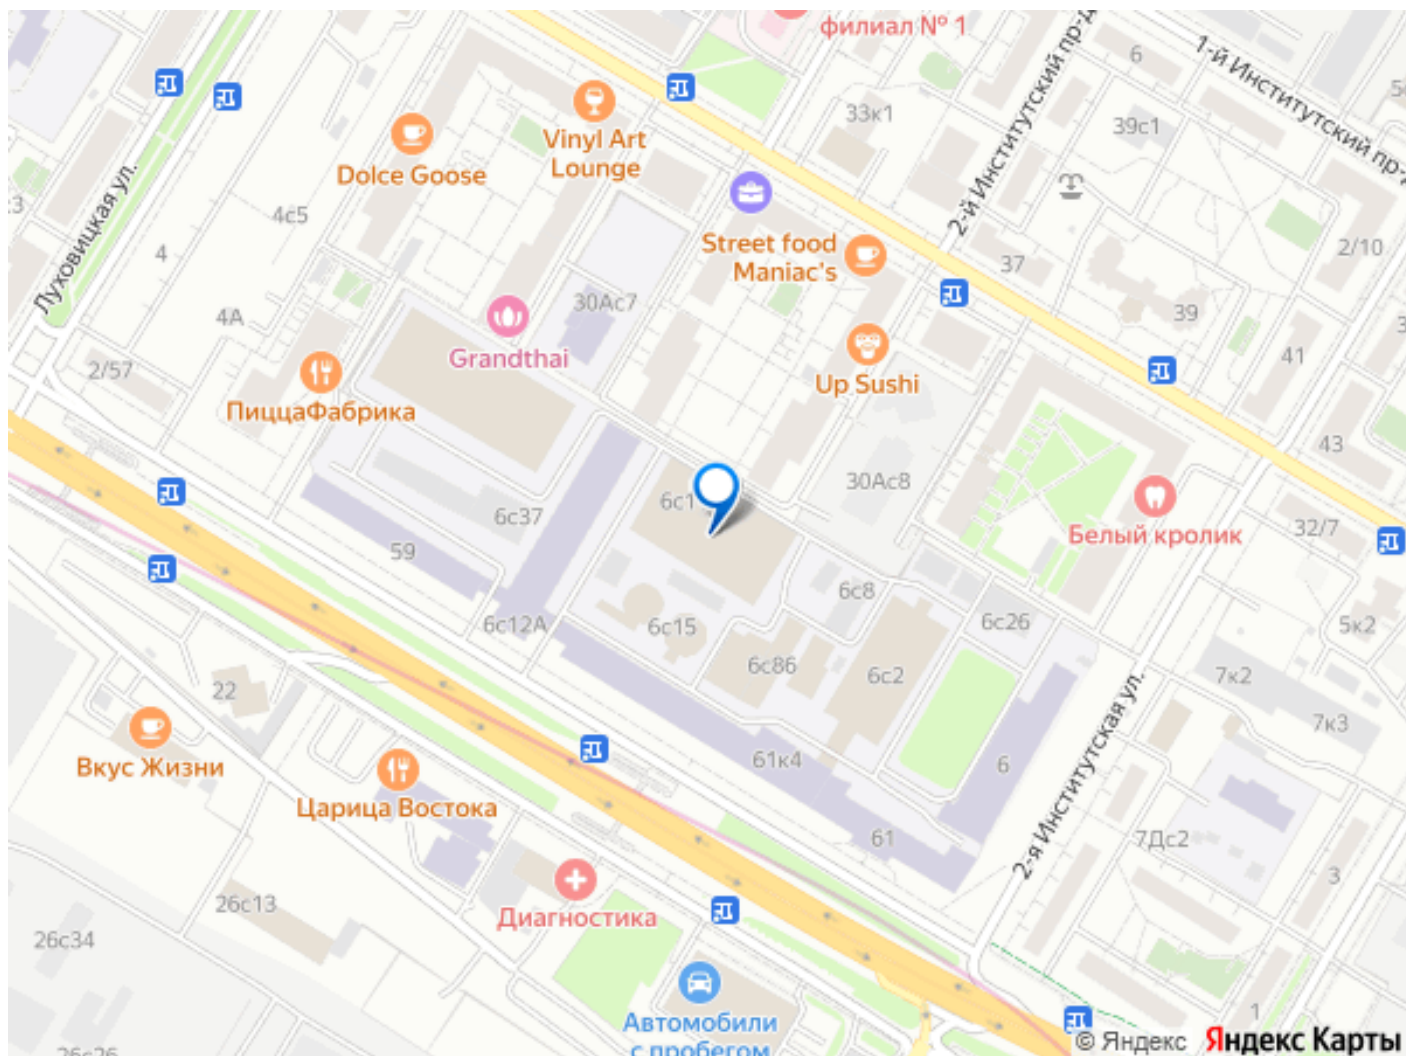 филиал № 1
2-й Институтский пр-д
1-й Институтский пр-д
6
33к1
39с1
Vinyl Art
Lounge
Dolce Goose
Луховицкая ул.
3
4с5
4
Street food
Maniac's
37
2/10
30Ас7
39
4А
Grandthai
41
2/57
Up Sushi
ПиццаФабрика
43
6с1
30Ас8
6с37
Белый кролик
32/7
59
6с8
6с12А
6с15
6с26
5к2
6с86
6с2
7к2
22
7к3
Вкус Жизни
61к4
6
2-я Институтская ул.
Царица Востока
61
7Дс2
3
26с13
Диагностика
26с34
1
Автомобили
с пробегом
26с26
© Яндекс Яндекс Карты